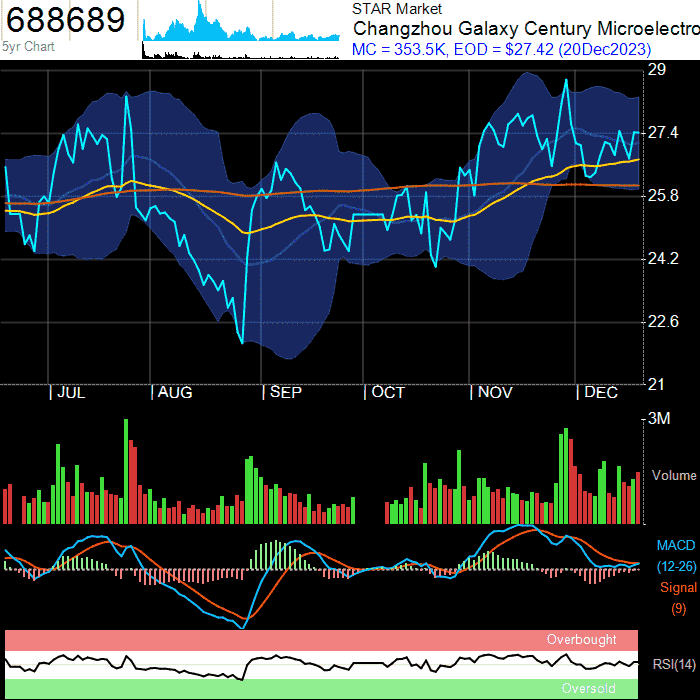 688689
5yr Chart
STAR Market
Changzhou Galaxy Century Microelectro
MC = 353.5K, EOD = $27.42 (20Dec2023)
29
27.4
25.8
24.2
22.6
21
| JUL | AUG | SEP | OCT | NOV | DEC
3M
Volume
MACD
(12-26)
Signal
(9)
Overbought
RSI(14)
Oversold